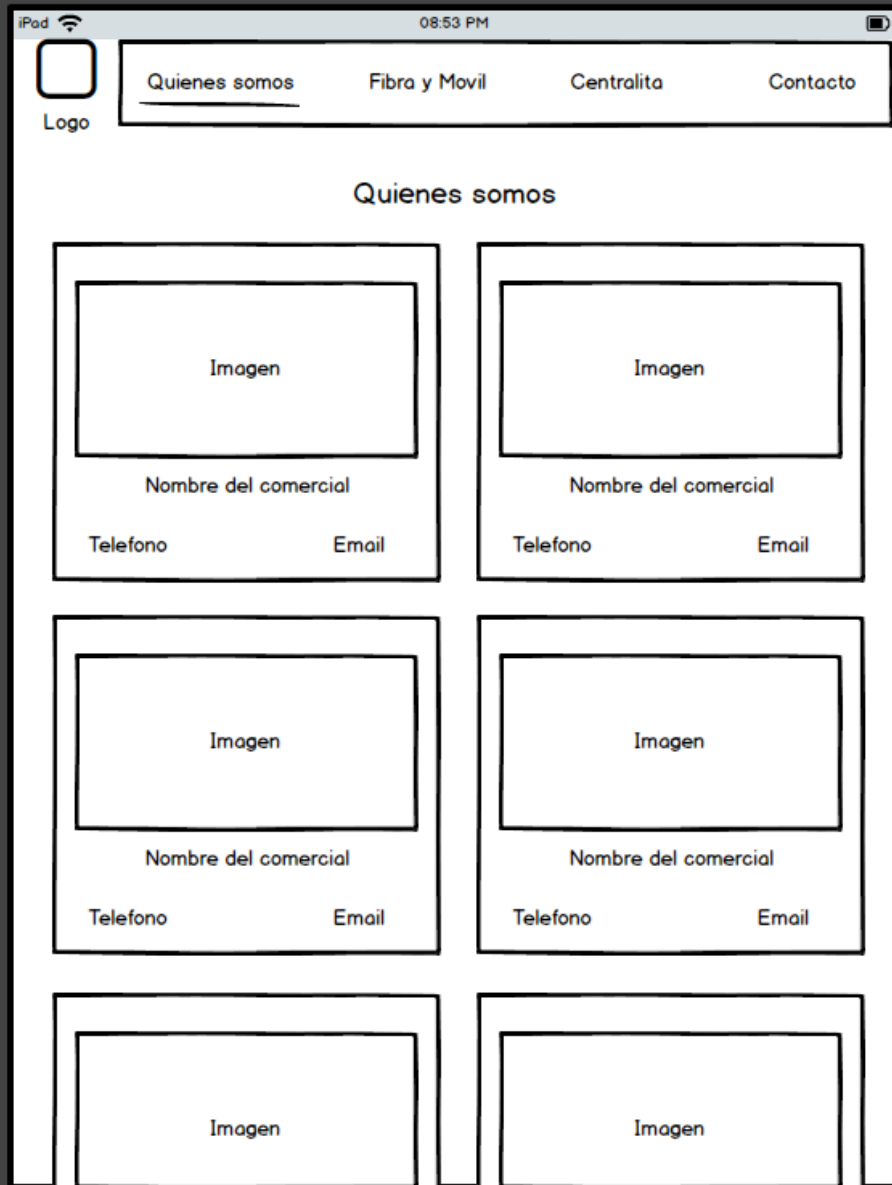 iPad 08:53 PM
Quienes somos Fibra y Movil Centralita Contacto
Logo
Quienes somos
Imagen Imagen
Nombre del comercial Nombre del comercial
Telefono Email Telefono Email
Imagen Imagen
Nombre del comercial Nombre del comercial
Telefono Email Telefono Email
Imagen Imagen